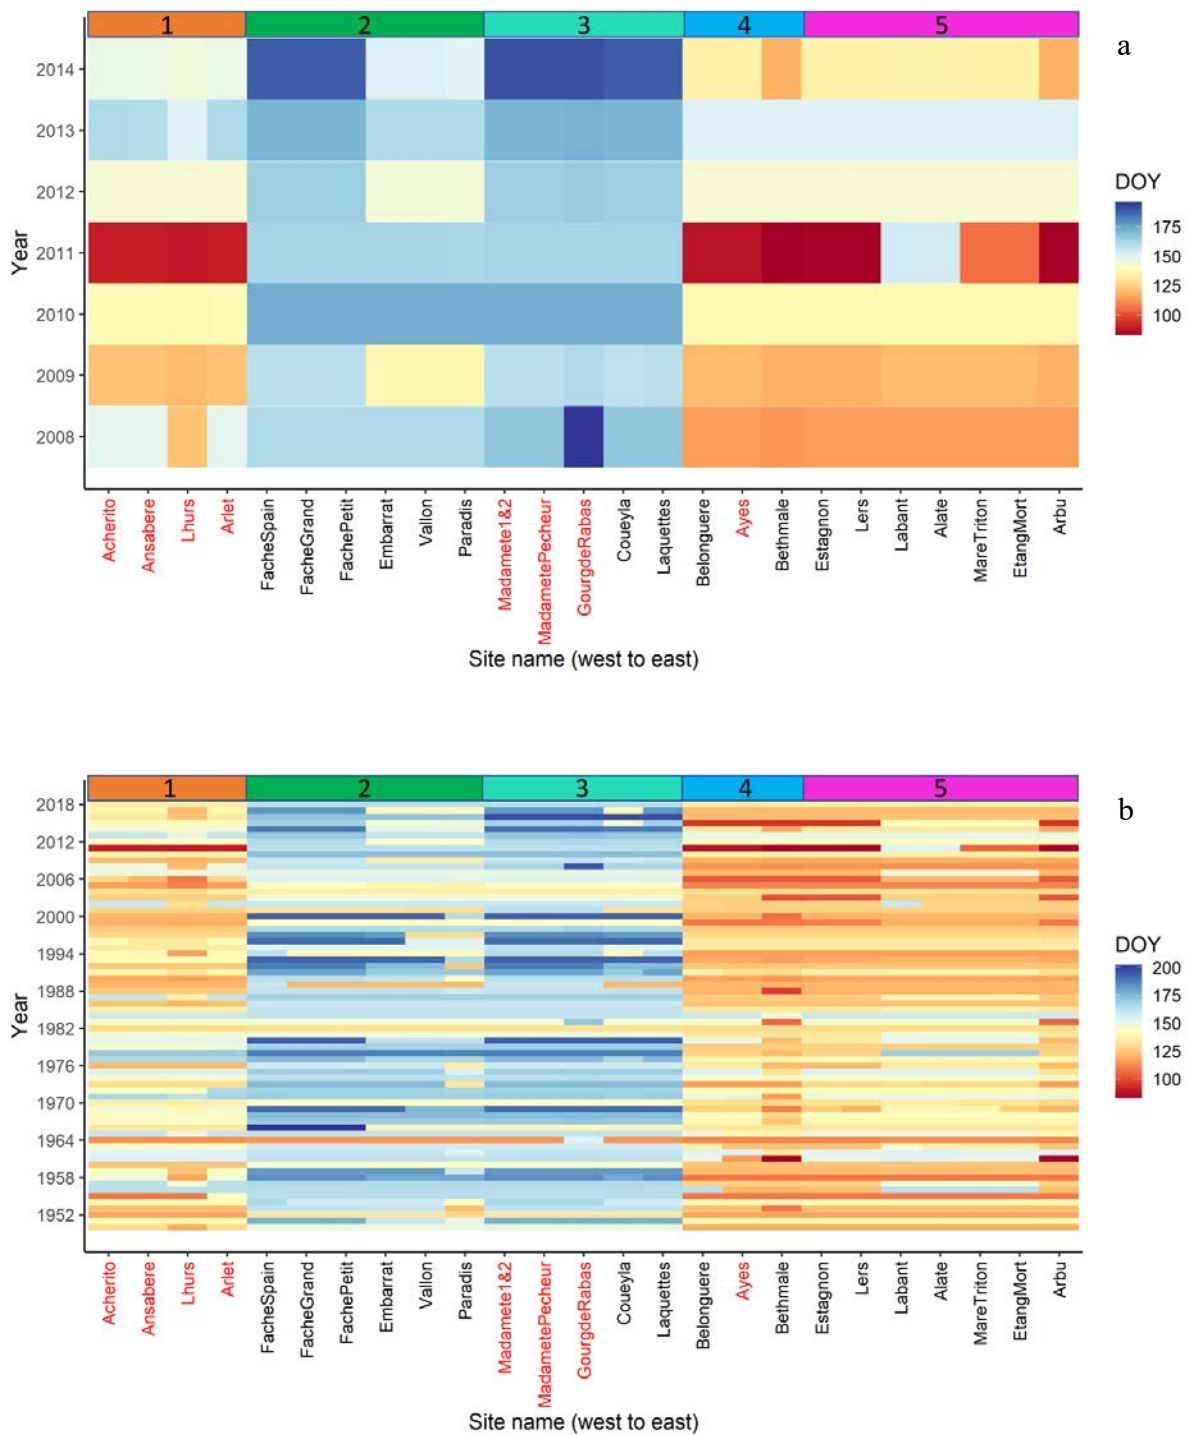 1 2 3 4 5
a
2014
2013
2012
2011
2010
2009
2008
Year
DOY
175
150
125
100
Acherito
Ansabere
Lhurs
Arlet
FacheSpain
FacheGrand
FachePetit
Embarrat
Vallon
Paradis
Madamete1&2
MadametePecheur
GourgdeRabas
Coueyla
Laquettes
Belonguere
Ayes
Bethmale
Estagnon
Lers
Labant
Alate
MareTriton
EtangMort
Arbu
Site name (west to east)
1 2 3 4 5
b
2018
2012
2006
2000
1994
1988
1982
1976
1970
1964
1958
1952
Year
DOY
200
175
150
125
100
Acherito
Ansabere
Lhurs
Arlet
FacheSpain
FacheGrand
FachePetit
Embarrat
Vallon
Paradis
Madamete1&2
MadametePecheur
GourgdeRabas
Coueyla
Laquettes
Belonguere
Ayes
Bethmale
Estagnon
Lers
Labant
Alate
MareTriton
EtangMort
Arbu
Site name (west to east)